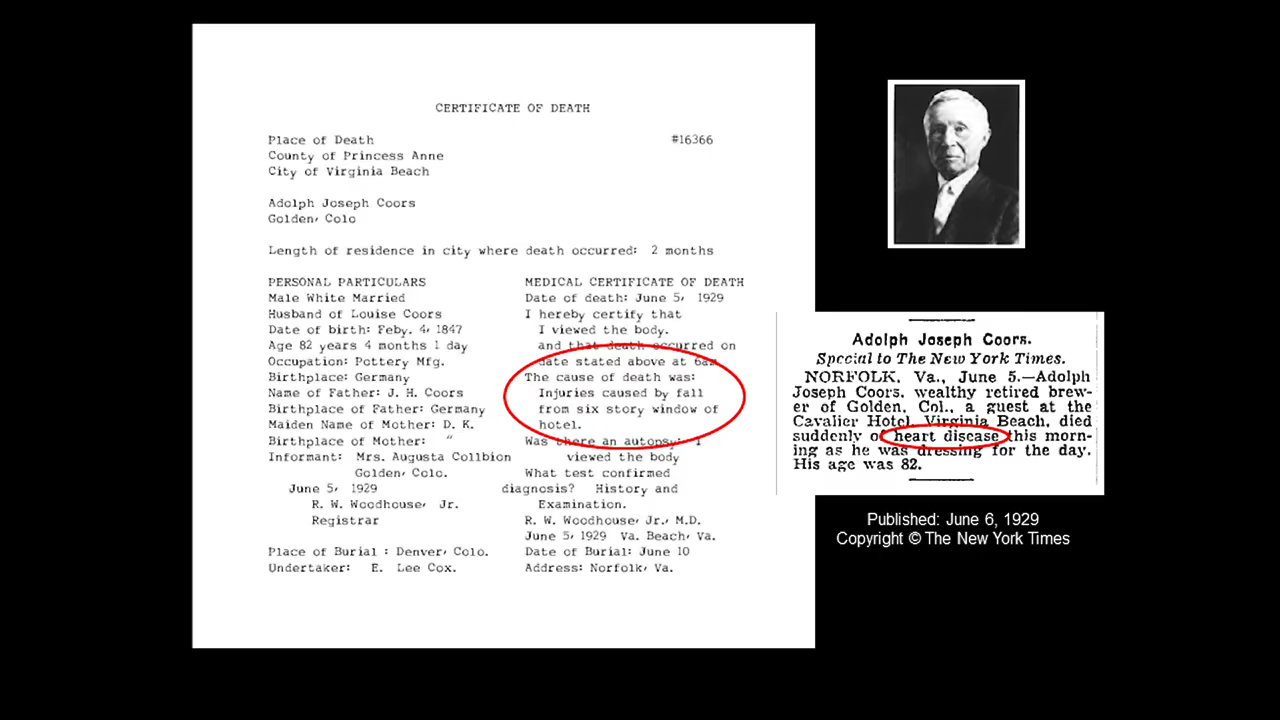 CERTIFICATE OF DEATH
Place of Death #16366
County of Princess Anne
City of Virginia Beach
Adolph Joseph Coors
Golden, Colo
Length of residence in city where death occurred: 2 months
PERSONAL PARTICULARS
Male White Married
Husband of Louise Coors
Date of birth: Feby. 4, 1847
Age 82 years 4 months 1 day
Occupation: Pottery Mfg.
Birthplace: Germany
Name of Father: J. H. Coors
Birthplace of Father: Germany
Maiden Name of Mother: D. K.
Birthplace of Mother: "
Informant: Mrs. Augusta Collbion
Golden, Colo.
June 5, 1929
R. W. Woodhouse, Jr.
Registrar
Place of Burial : Denver, Colo.
Undertaker: E. Lee Cox.
MEDICAL CERTIFICATE OF DEATH
Date of death: June 5, 1929
I hereby certify that
I viewed the body.
and that death occurred on
date stated above at 6am
The cause of death was:
Injuries caused by fall
from six story window of
hotel.
Was there an autopsy: I
viewed the body
What test confirmed
diagnosis? History and
Examination.
R. W. Woodhouse, Jr., M.D.
June 5, 1929 Va. Beach, Va.
Date of Burial: June 10
Address: Norfolk, Va.
Adolph Joseph Coors.
Special to The New York Times.
NORFOLK, Va., June 5.—Adolph
Joseph Coors, wealthy retired brew-
er of Golden, Col., a guest at the
Cavalier Hotel, Virginia Beach, died
suddenly of heart disease this morn-
ing as he was dressing for the day.
His age was 82.
Published: June 6, 1929
Copyright © The New York Times